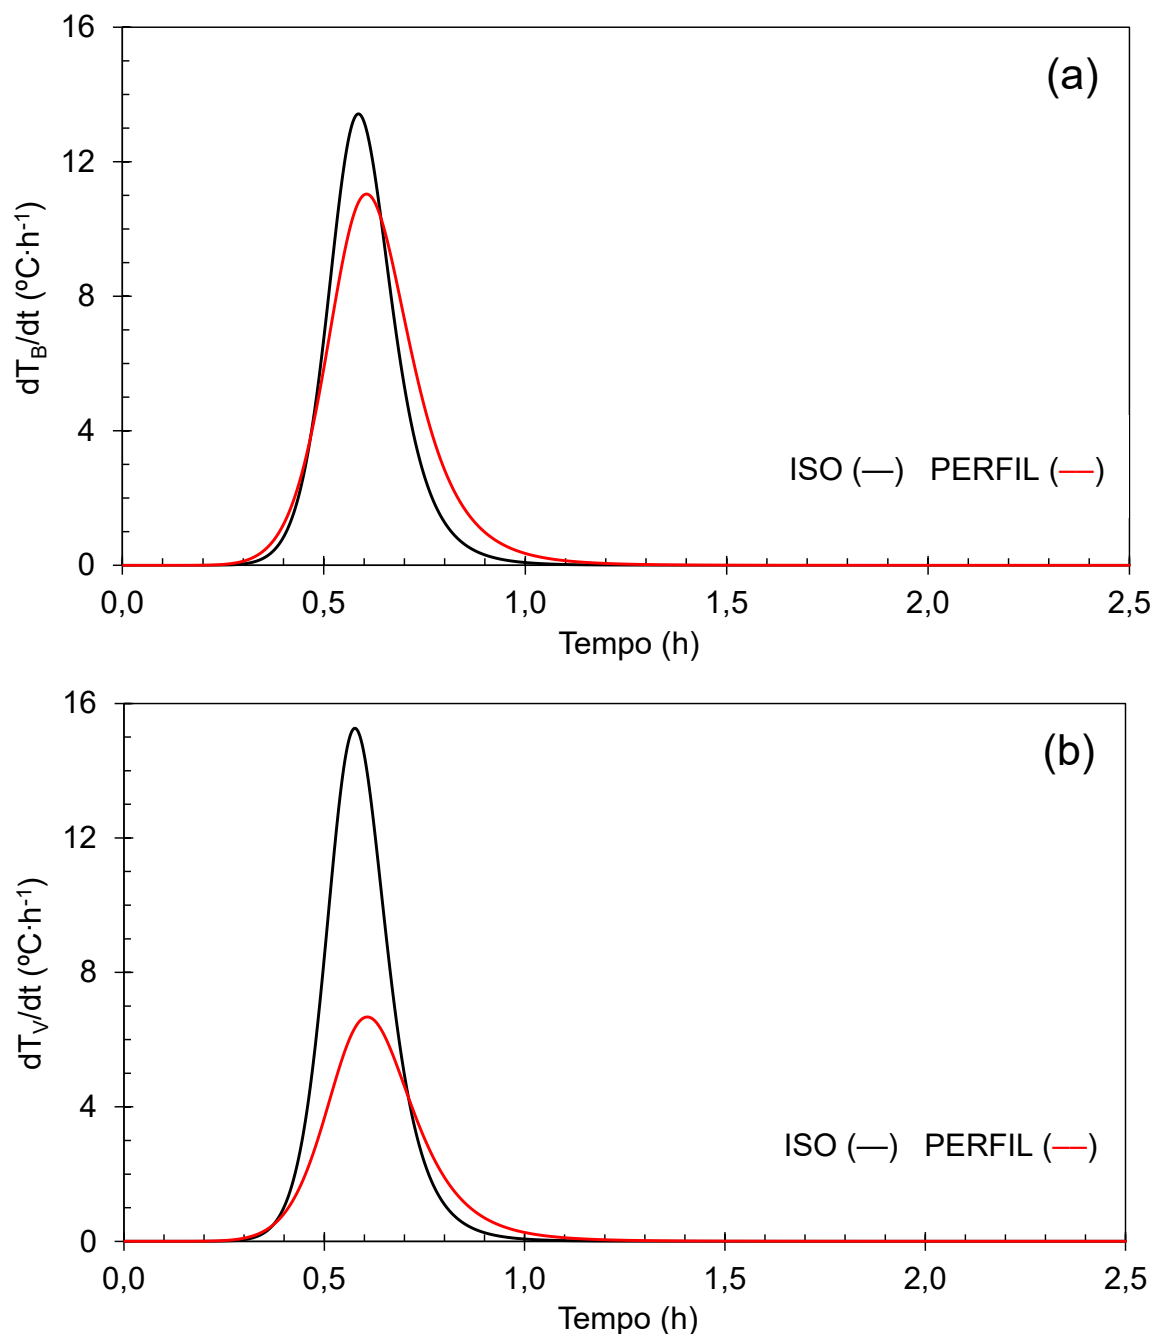 16
(a)
12
dT_B/dt (ºC·h⁻¹)
8
4
ISO (—) PERFIL (—)
0
0,0 0,5 1,0 1,5 2,0 2,5
Tempo (h)
16
(b)
12
dT_V/dt (ºC·h⁻¹)
8
4
ISO (—) PERFIL (—)
0
0,0 0,5 1,0 1,5 2,0 2,5
Tempo (h)